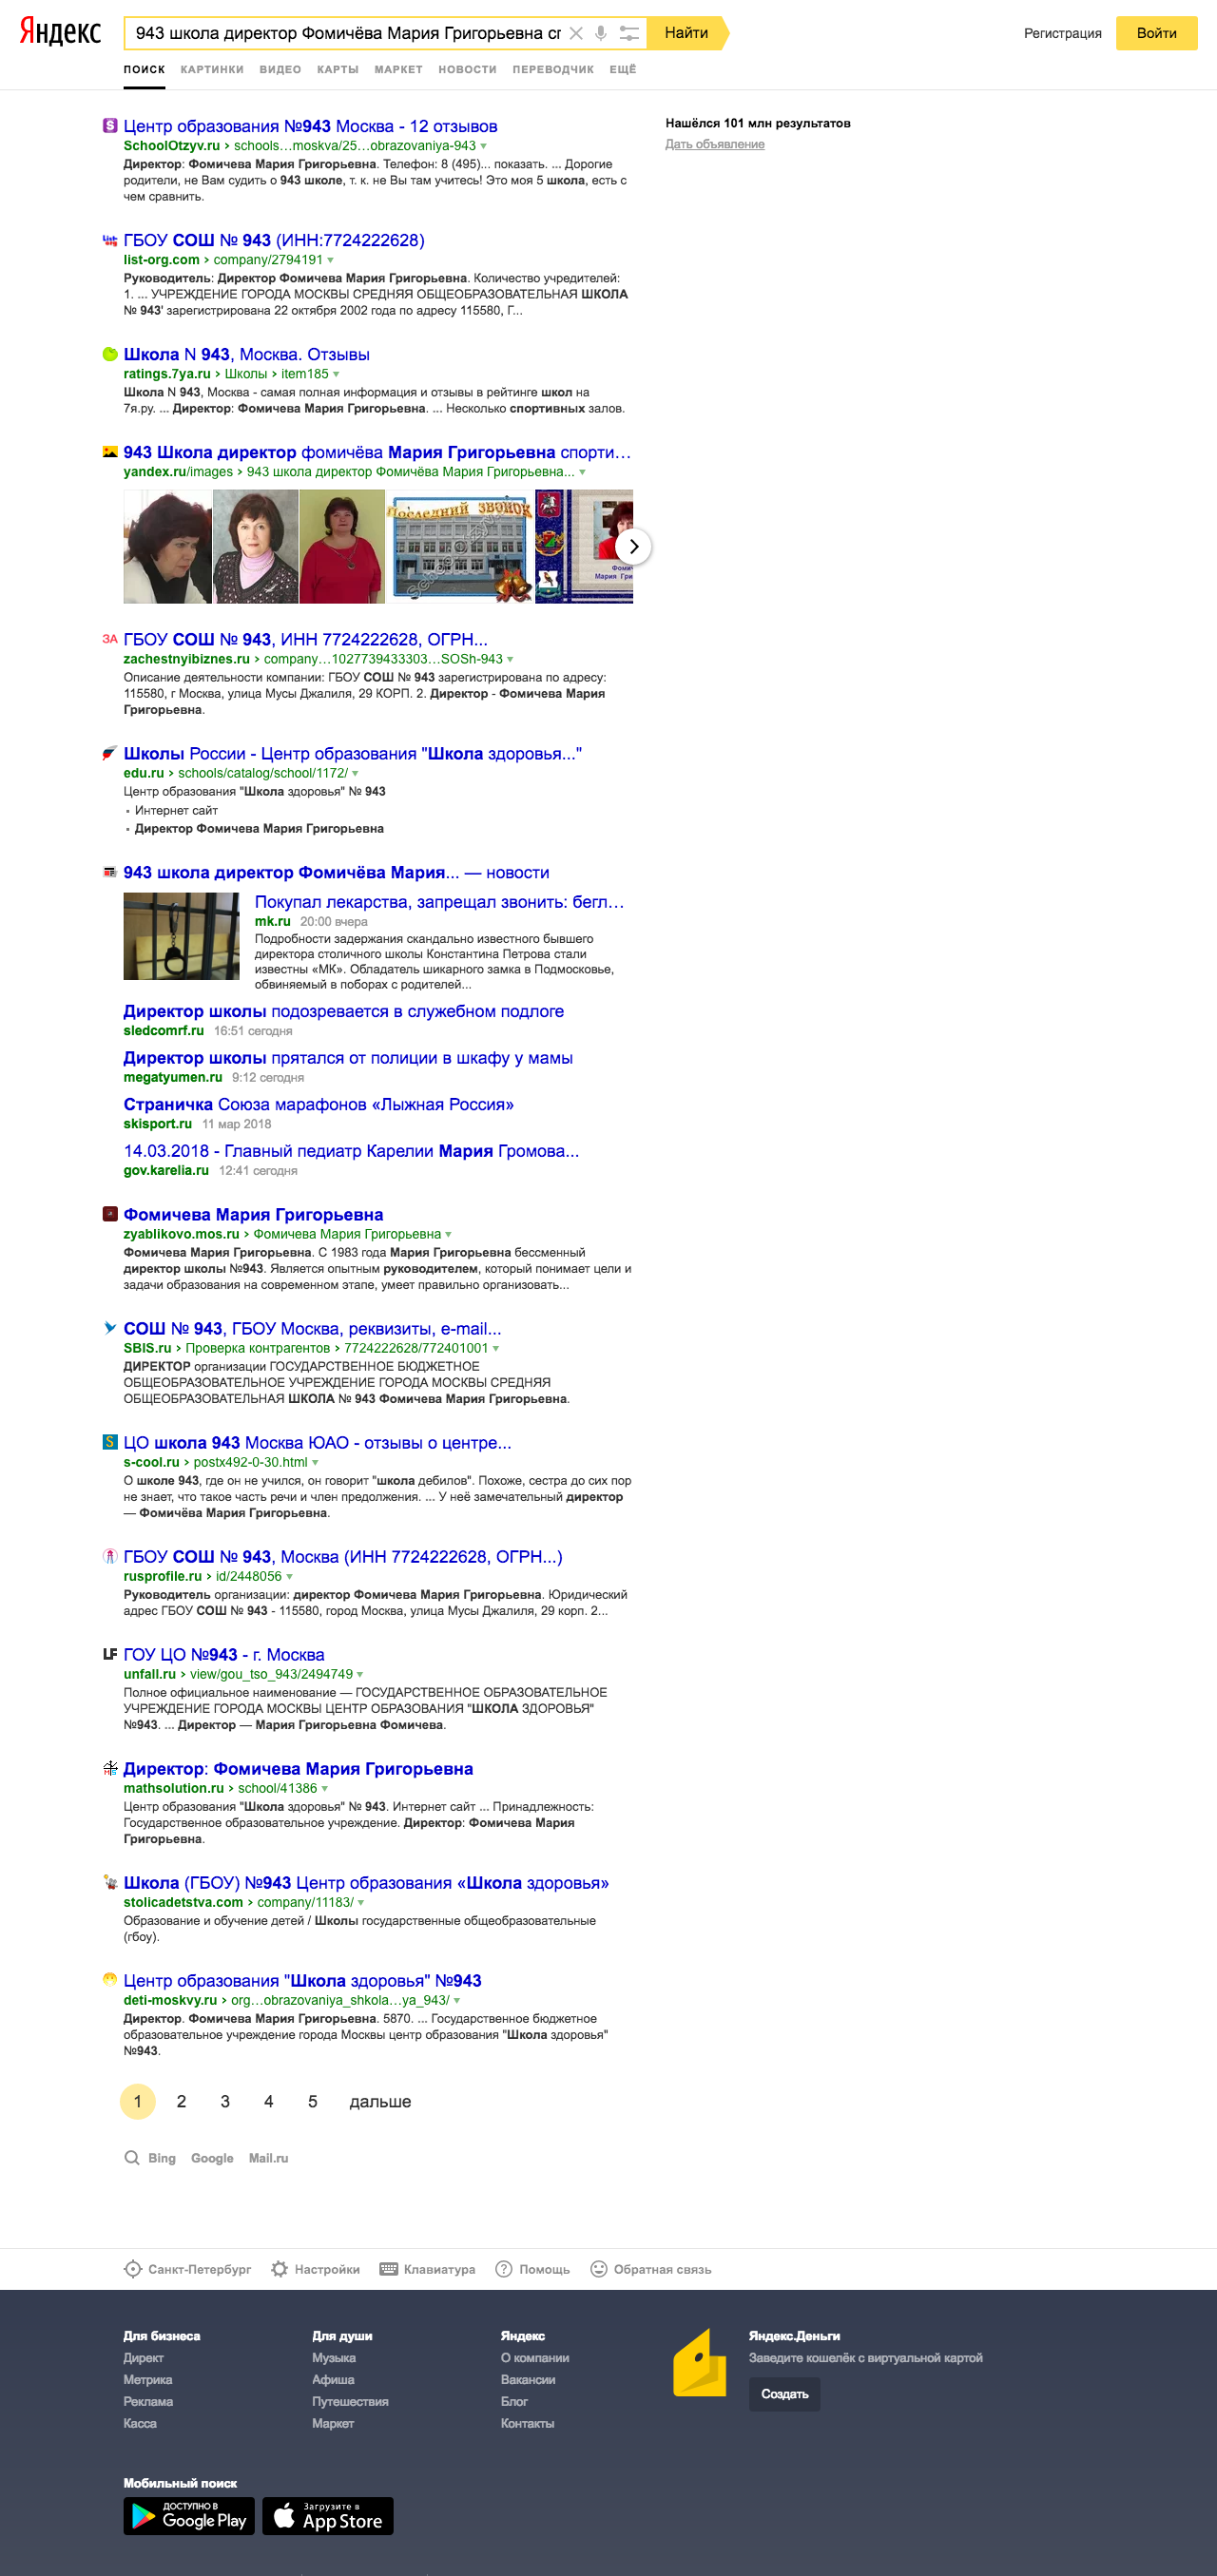 Яндекс
943 школа директор Фомичёва Мария Григорьевна сп
Найти
Регистрация
Войти
ПОИСК КАРТИНКИ ВИДЕО КАРТЫ МАРКЕТ НОВОСТИ ПЕРЕВОДЧИК ЕЩЁ
Нашёлся 101 млн результатов
Дать объявление
Центр образования №943 Москва - 12 отзывов
SchoolOtzyv.ru › schools…moskva/25…obrazovaniya-943
Директор: Фомичева Мария Григорьевна. Телефон: 8 (495)... показать. ... Дорогие
родители, не Вам судить о 943 школе, т. к. не Вы там учитесь! Это моя 5 школа, есть с
чем сравнить.
ГБОУ СОШ № 943 (ИНН:7724222628)
list-org.com › company/2794191
Руководитель: Директор Фомичева Мария Григорьевна. Количество учредителей:
1. ... УЧРЕЖДЕНИЕ ГОРОДА МОСКВЫ СРЕДНЯЯ ОБЩЕОБРАЗОВАТЕЛЬНАЯ ШКОЛА
№ 943' зарегистрирована 22 октября 2002 года по адресу 115580, Г...
Школа N 943, Москва. Отзывы
ratings.7ya.ru › Школы › item185
Школа N 943, Москва - самая полная информация и отзывы в рейтинге школ на
7я.ру. ... Директор: Фомичева Мария Григорьевна. ... Несколько спортивных залов.
943 Школа директор фомичёва Мария Григорьевна спорти…
yandex.ru/images › 943 школа директор Фомичёва Мария Григорьевна...
ПОСЛЕДНИЙ ЗВОНОК
Фомич
Мария Григ
ГБОУ СОШ № 943, ИНН 7724222628, ОГРН...
zachestnyibiznes.ru › company…1027739433303…SOSh-943
Описание деятельности компании: ГБОУ СОШ № 943 зарегистрирована по адресу:
115580, г Москва, улица Мусы Джалиля, 29 КОРП. 2. Директор - Фомичева Мария
Григорьевна.
Школы России - Центр образования "Школа здоровья..."
edu.ru › schools/catalog/school/1172/
Центр образования "Школа здоровья" № 943
• Интернет сайт
• Директор Фомичева Мария Григорьевна
943 школа директор Фомичёва Мария... — новости
Покупал лекарства, запрещал звонить: бегл…
mk.ru 20:00 вчера
Подробности задержания скандально известного бывшего
директора столичного школы Константина Петрова стали
известны «МК». Обладатель шикарного замка в Подмосковье,
обвиняемый в поборах с родителей...
Директор школы подозревается в служебном подлоге
sledcomrf.ru 16:51 сегодня
Директор школы прятался от полиции в шкафу у мамы
megatyumen.ru 9:12 сегодня
Страничка Союза марафонов «Лыжная Россия»
skisport.ru 11 мар 2018
14.03.2018 - Главный педиатр Карелии Мария Громова...
gov.karelia.ru 12:41 сегодня
Фомичева Мария Григорьевна
zyablikovo.mos.ru › Фомичева Мария Григорьевна
Фомичева Мария Григорьевна. С 1983 года Мария Григорьевна бессменный
директор школы №943. Является опытным руководителем, который понимает цели и
задачи образования на современном этапе, умеет правильно организовать...
СОШ № 943, ГБОУ Москва, реквизиты, e-mail...
SBIS.ru › Проверка контрагентов › 7724222628/772401001
ДИРЕКТОР организации ГОСУДАРСТВЕННОЕ БЮДЖЕТНОЕ
ОБЩЕОБРАЗОВАТЕЛЬНОЕ УЧРЕЖДЕНИЕ ГОРОДА МОСКВЫ СРЕДНЯЯ
ОБЩЕОБРАЗОВАТЕЛЬНАЯ ШКОЛА № 943 Фомичева Мария Григорьевна.
ЦО школа 943 Москва ЮАО - отзывы о центре...
s-cool.ru › postx492-0-30.html
О школе 943, где он не учился, он говорит "школа дебилов". Похоже, сестра до сих пор
не знает, что такое часть речи и член предложения. ... У неё замечательный директор
— Фомичёва Мария Григорьевна.
ГБОУ СОШ № 943, Москва (ИНН 7724222628, ОГРН...)
rusprofile.ru › id/2448056
Руководитель организации: директор Фомичева Мария Григорьевна. Юридический
адрес ГБОУ СОШ № 943 - 115580, город Москва, улица Мусы Джалиля, 29 корп. 2...
ГОУ ЦО №943 - г. Москва
unfall.ru › view/gou_tso_943/2494749
Полное официальное наименование — ГОСУДАРСТВЕННОЕ ОБРАЗОВАТЕЛЬНОЕ
УЧРЕЖДЕНИЕ ГОРОДА МОСКВЫ ЦЕНТР ОБРАЗОВАНИЯ "ШКОЛА ЗДОРОВЬЯ"
№943. ... Директор — Мария Григорьевна Фомичева.
Директор: Фомичева Мария Григорьевна
mathsolution.ru › school/41386
Центр образования "Школа здоровья" № 943. Интернет сайт ... Принадлежность:
Государственное образовательное учреждение. Директор: Фомичева Мария
Григорьевна.
Школа (ГБОУ) №943 Центр образования «Школа здоровья»
stolicadetstva.com › company/11183/
Образование и обучение детей / Школы государственные общеобразовательные
(гбоу).
Центр образования "Школа здоровья" №943
deti-moskvy.ru › org…obrazovaniya_shkola…ya_943/
Директор. Фомичева Мария Григорьевна. 5870. ... Государственное бюджетное
образовательное учреждение города Москвы центр образования "Школа здоровья"
№943.
1 2 3 4 5 дальше
Bing Google Mail.ru
Санкт-Петербург Настройки Клавиатура Помощь Обратная связь
Для бизнеса
Директ
Метрика
Реклама
Касса
Для души
Музыка
Афиша
Путешествия
Маркет
Яндекс
О компании
Вакансии
Блог
Контакты
Яндекс.Деньги
Заведите кошелёк с виртуальной картой
Создать
Мобильный поиск
ДОСТУПНО В
Google Play
Загрузите в
App Store